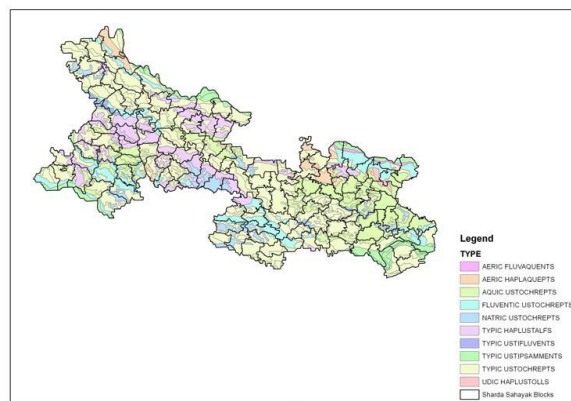 Legend
TYPE
AERIC FLUVAQUENTS
AERIC HAPLAQUEPTS
AQUIC USTOCHREPTS
FLUVENTIC USTOCHREPTS
NATRIC USTOCHREPTS
TYPIC HAPLUSTALFS
TYPIC USTIFLUVENTS
TYPIC USTIPSAMMENTS
TYPIC USTOCHREPTS
UDIC HAPLUSTOLLS
Sharda Sahayak Blocks